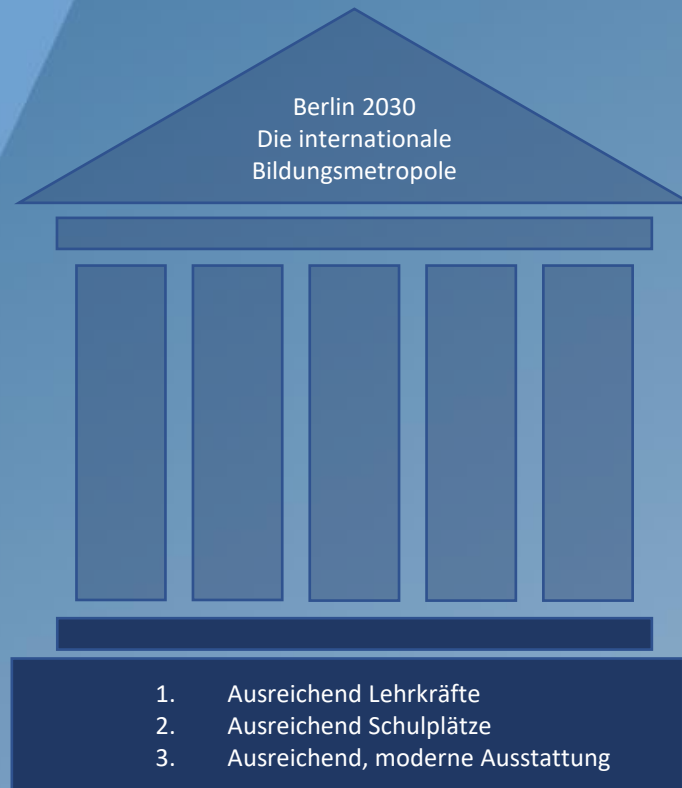 Berlin 2030
Die internationale
Bildungsmetropole
1. Ausreichend Lehrkräfte
2. Ausreichend Schulplätze
3. Ausreichend, moderne Ausstattung